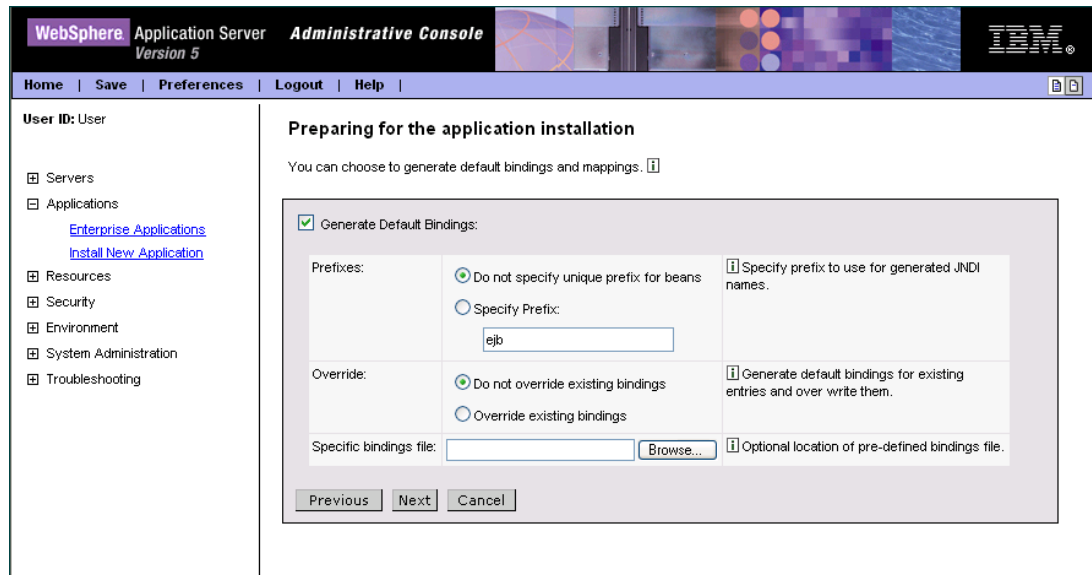 WebSphere Application Server Administrative Console
Version 5
IBM®
Home | Save | Preferences | Logout | Help |
User ID: User
Servers
Applications
Enterprise Applications
Install New Application
Resources
Security
Environment
System Administration
Troubleshooting
Preparing for the application installation
You can choose to generate default bindings and mappings. i
Generate Default Bindings:
Prefixes:
Do not specify unique prefix for beans
Specify Prefix:
ejb
i Specify prefix to use for generated JNDI
names.
Override:
Do not override existing bindings
Override existing bindings
i Generate default bindings for existing
entries and over write them.
Specific bindings file:
Browse...
i Optional location of pre-defined bindings file.
Previous Next Cancel